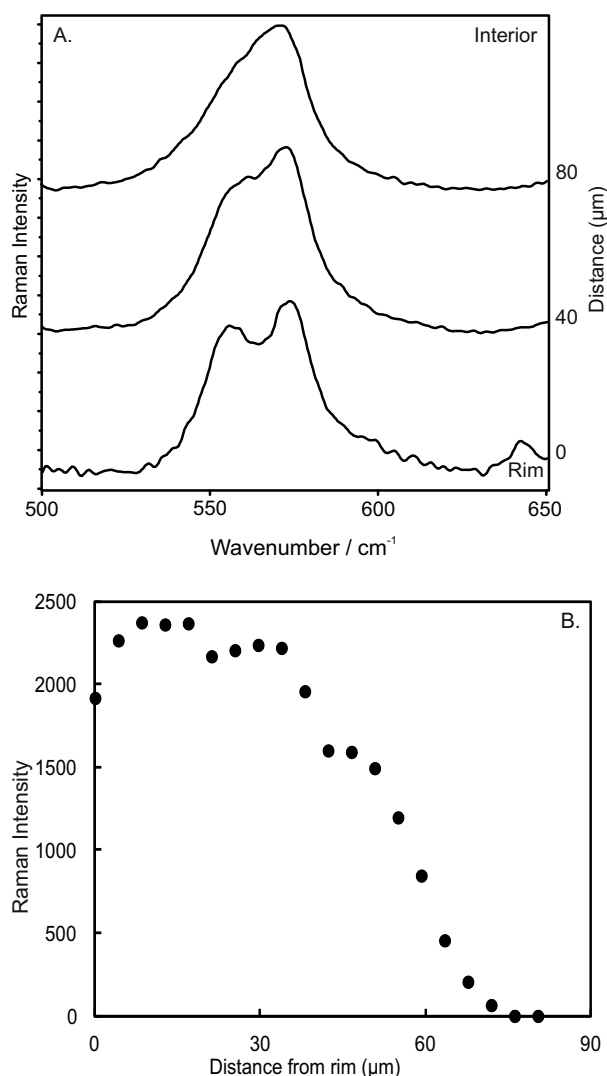 A.
Interior
Raman Intensity
80
40
0
Distance (µm)
Rim
500
550
600
650
Wavenumber / cm⁻¹
B.
2500
2000
1500
1000
500
0
Raman Intensity
0
30
60
90
Distance from rim (µm)